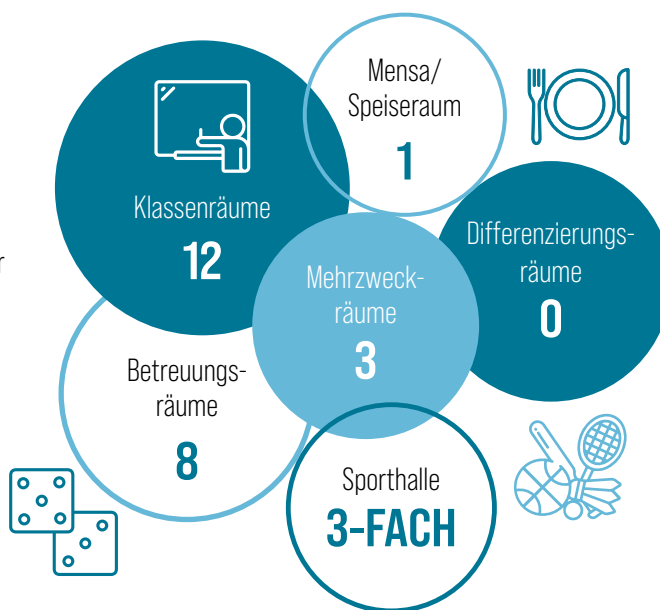 Mensa/
Speiseraum
1
Klassenräume
12
Differenzierungs-
räume
0
r
Mehrzweck-
räume
3
Betreuungs-
räume
8
Sporthalle
3-FACH